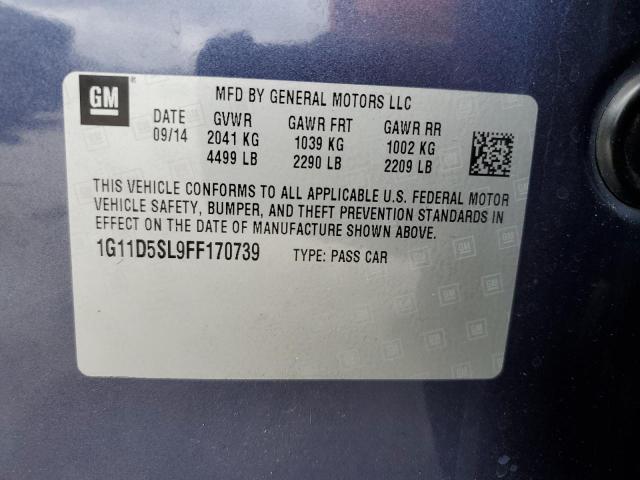 GM
MFD BY GENERAL MOTORS LLC
DATE GVWR GAWR FRT GAWR RR
09/14 2041 KG 1039 KG 1002 KG
4499 LB 2290 LB 2209 LB
THIS VEHICLE CONFORMS TO ALL APPLICABLE U.S. FEDERAL MOTOR
VEHICLE SAFETY, BUMPER, AND THEFT PREVENTION STANDARDS IN
EFFECT ON THE DATE OF MANUFACTURE SHOWN ABOVE.
1G11D5SL9FF170739 TYPE: PASS CAR